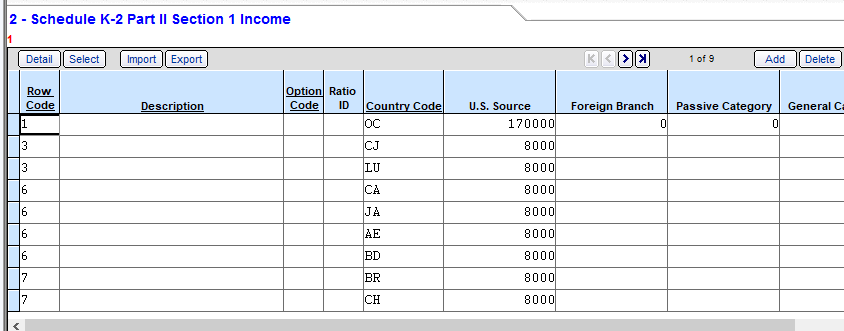 2 - Schedule K-2 Part II Section 1 Income
1
Detail Select Import Export 1 of 9 Add Delete
Row Code Description Option Code Ratio ID Country Code U.S. Source Foreign Branch Passive Category General Ca
1 OC 170000 0 0
3 CJ 8000
3 LU 8000
6 CA 8000
6 JA 8000
6 AE 8000
6 BD 8000
7 BR 8000
7 CH 8000